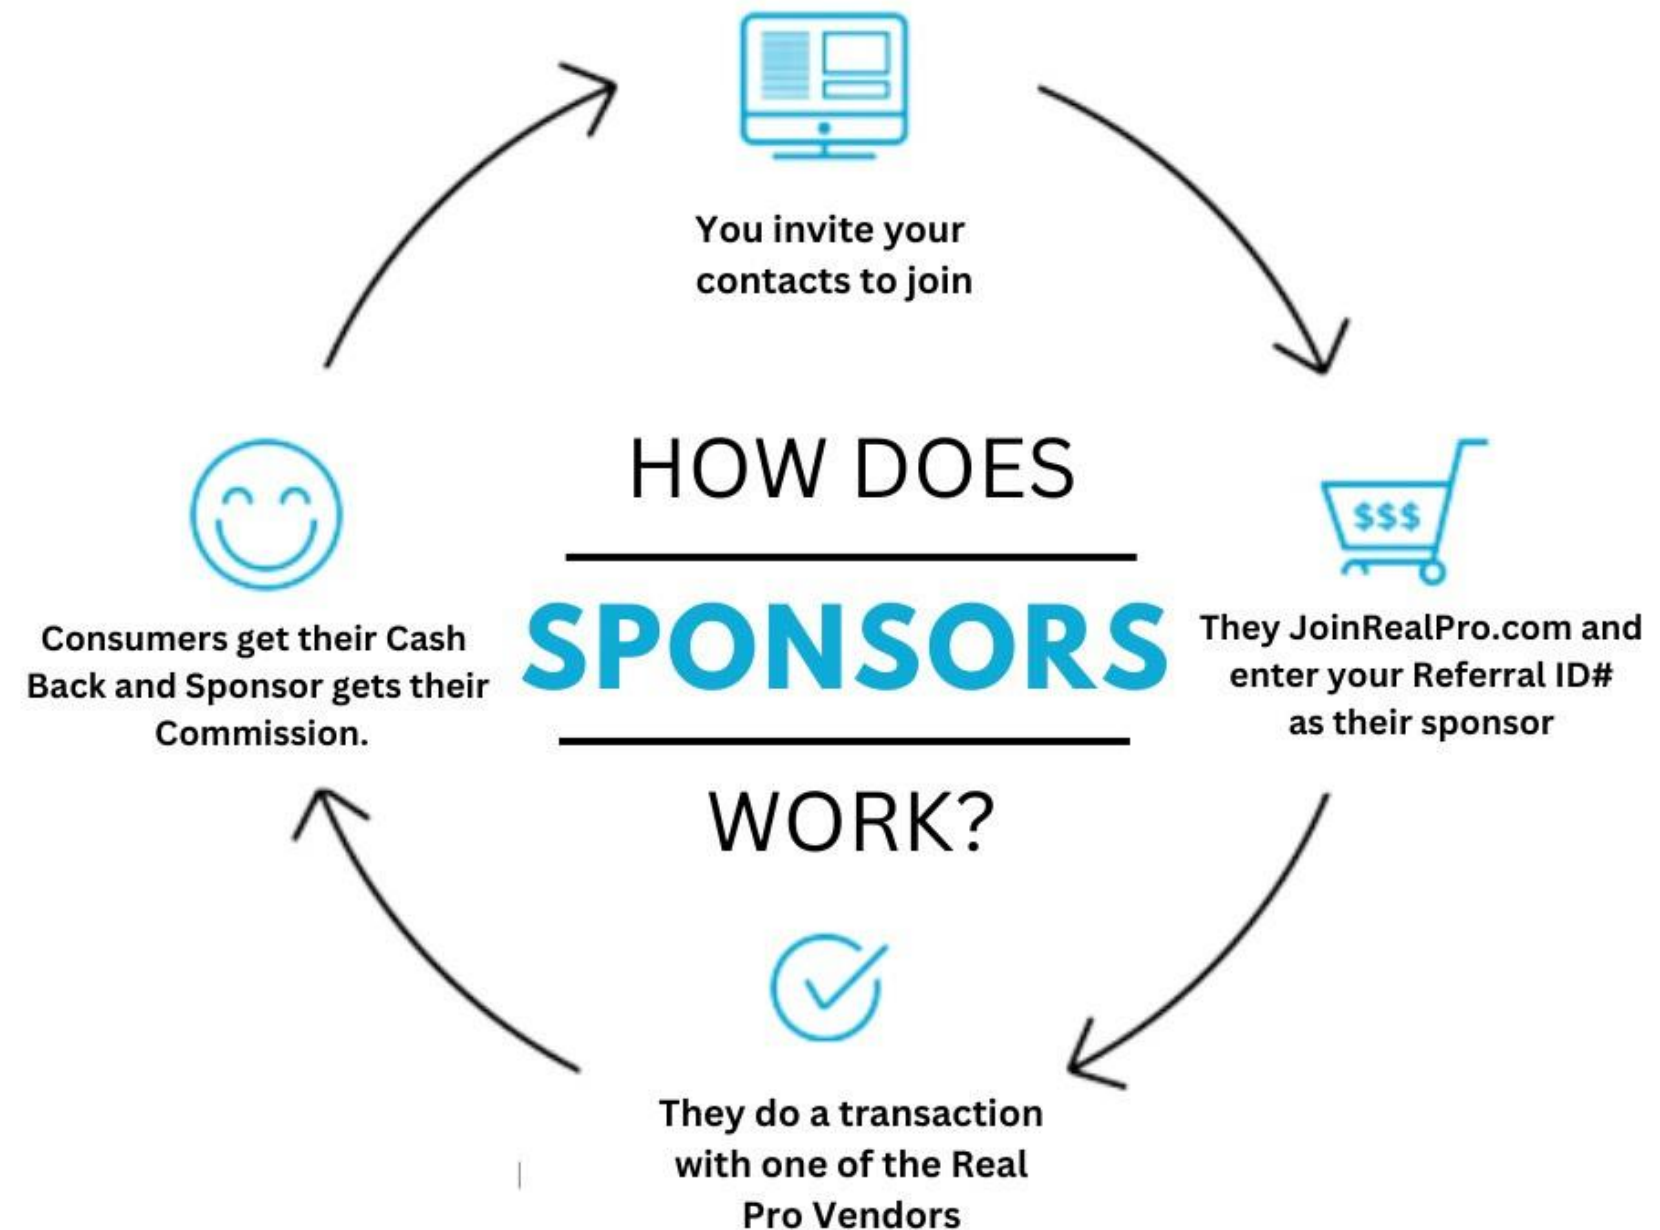 You invite your
contacts to join
HOW DOES
SPONSORS
WORK?
$$$
They JoinRealPro.com and
enter your Referral ID#
as their sponsor
They do a transaction
with one of the Real
Pro Vendors
Consumers get their Cash
Back and Sponsor gets their
Commission.